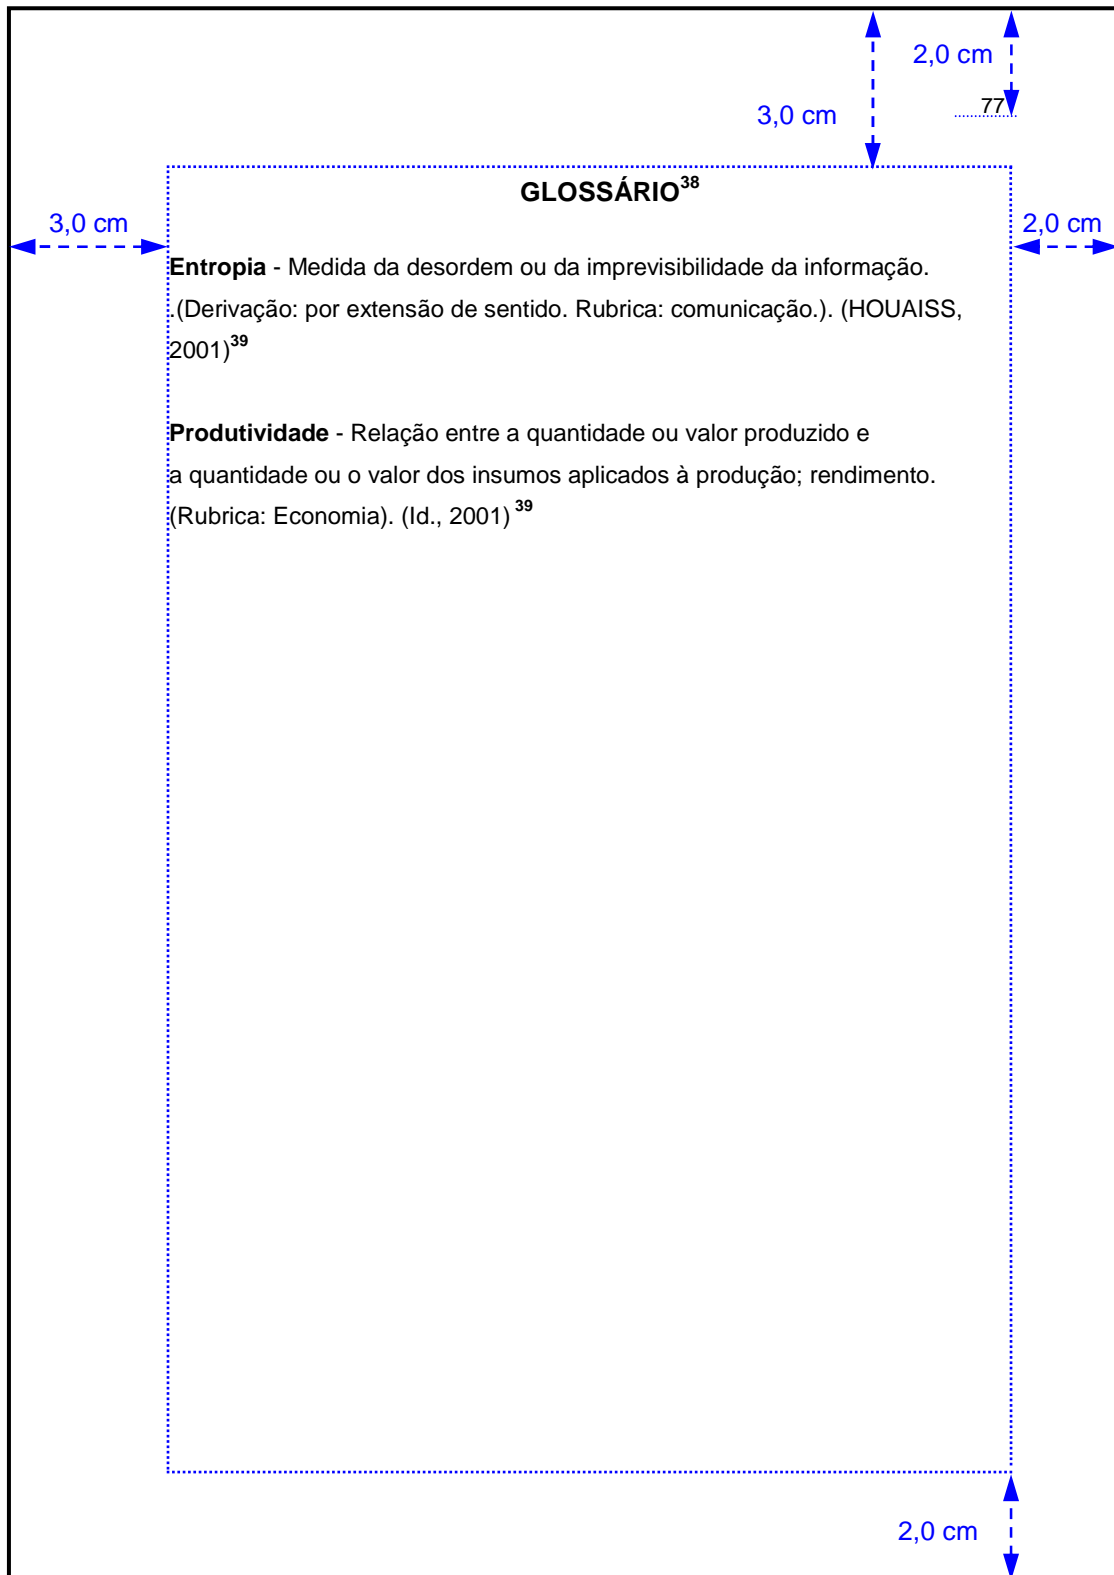 2,0 cm
77
3,0 cm
GLOSSÁRIO38
3,0 cm
2,0 cm
Entropia - Medida da desordem ou da imprevisibilidade da informação.
.(Derivação: por extensão de sentido. Rubrica: comunicação.). (HOUAISS,
2001)39
Produtividade - Relação entre a quantidade ou valor produzido e
a quantidade ou o valor dos insumos aplicados à produção; rendimento.
(Rubrica: Economia). (Id., 2001) 39
2,0 cm